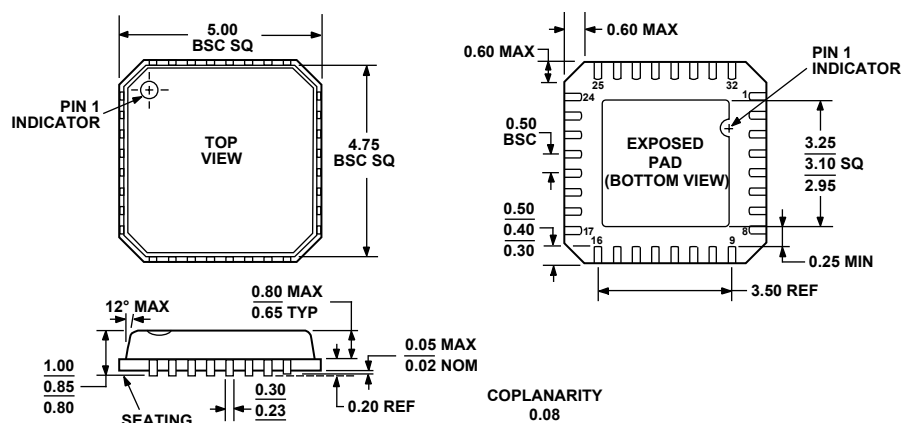 5.00
BSC SQ
PIN 1
INDICATOR
TOP
VIEW
4.75
BSC SQ
0.60 MAX
0.60 MAX
PIN 1
INDICATOR
25
32
24
1
0.50
BSC
EXPOSED
PAD
(BOTTOM VIEW)
3.25
3.10 SQ
2.95
0.50
0.40
0.30
17
16
9
8
0.25 MIN
3.50 REF
12° MAX
0.80 MAX
0.65 TYP
1.00
0.85
0.80
0.05 MAX
0.02 NOM
0.30
0.23
0.20 REF
COPLANARITY
0.08
SEATING